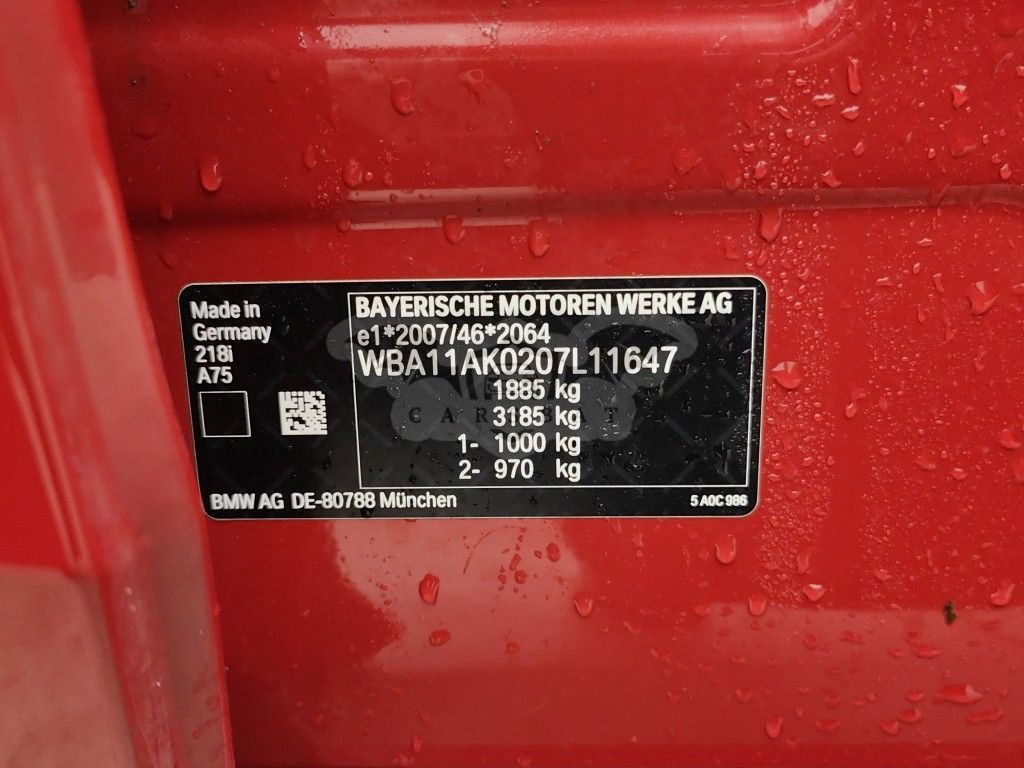 Made in
Germany
218i
A75
BAYERISCHE MOTOREN WERKE AG
e1*2007/46*2064
WBA11AK0207L11647
1885 kg
3185 kg
1- 1000 kg
2- 970 kg
BMW AG DE-80788 München
5 A0C 986